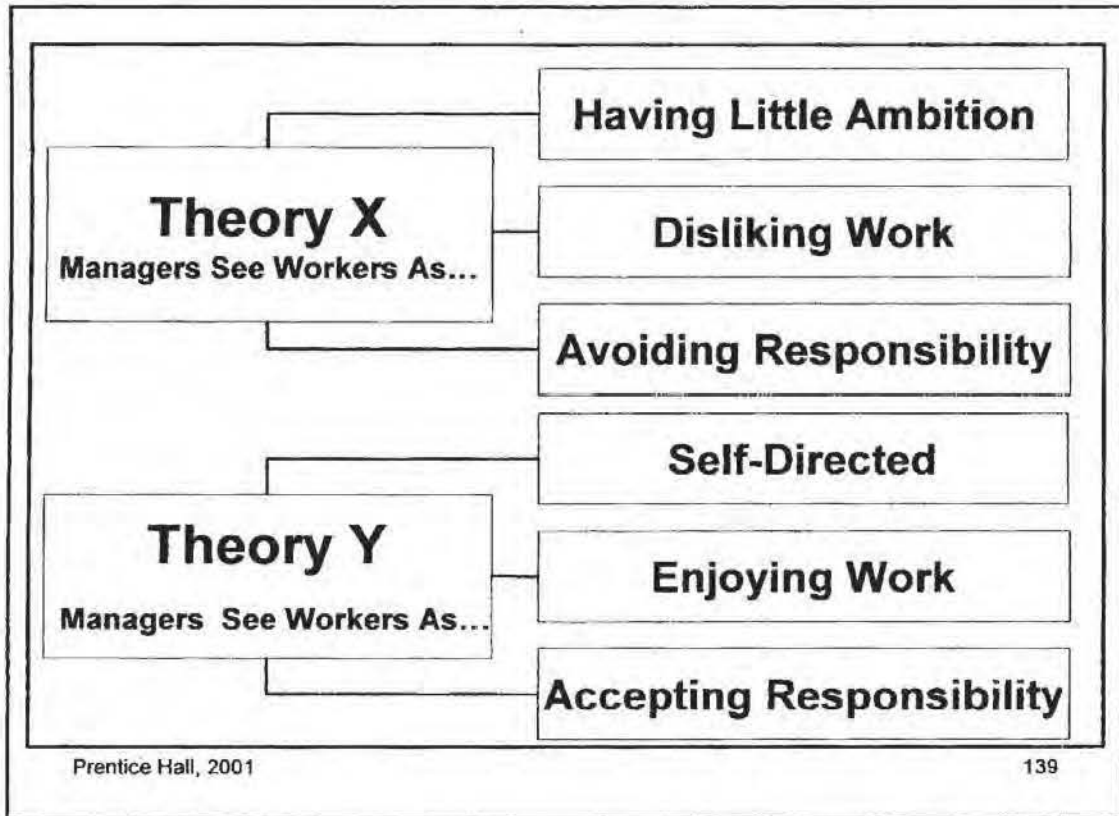 Theory X
Managers See Workers As...
Having Little Ambition
Disliking Work
Avoiding Responsibility
Theory Y
Managers See Workers As...
Self-Directed
Enjoying Work
Accepting Responsibility
Prentice Hall, 2001
139